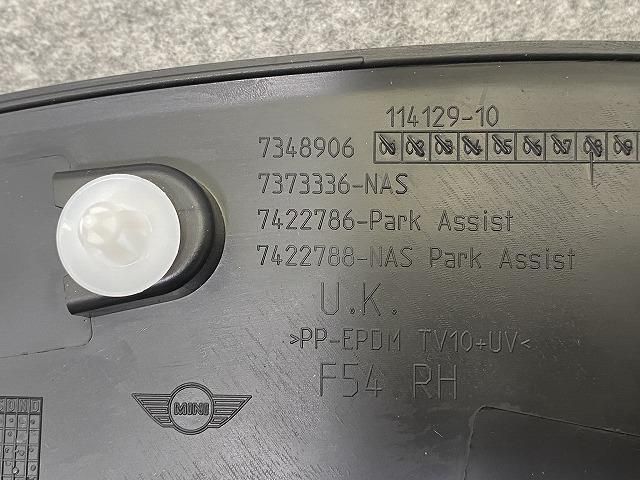 114129-10
7348906
7373336-NAS
7422786-Park Assist
7422788-NAS Park Assist
U.K.
>PP-EPDM TV10+UV<
F54 RH
MINI